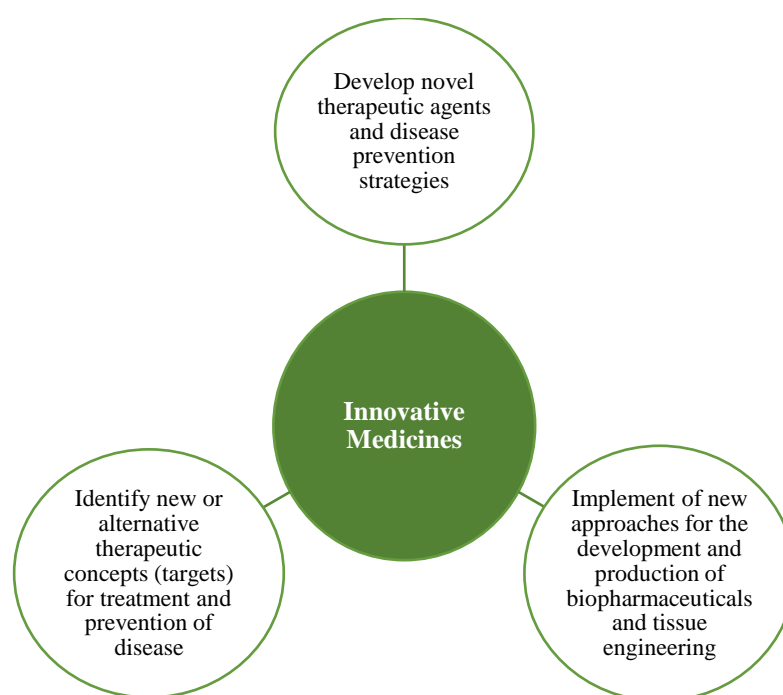 Develop novel
therapeutic agents
and disease
prevention
strategies
Innovative
Medicines
Identify new or
alternative
therapeutic
concepts (targets)
for treatment and
prevention of
disease
Implement of new
approaches for the
development and
production of
biopharmaceuticals
and tissue
engineering